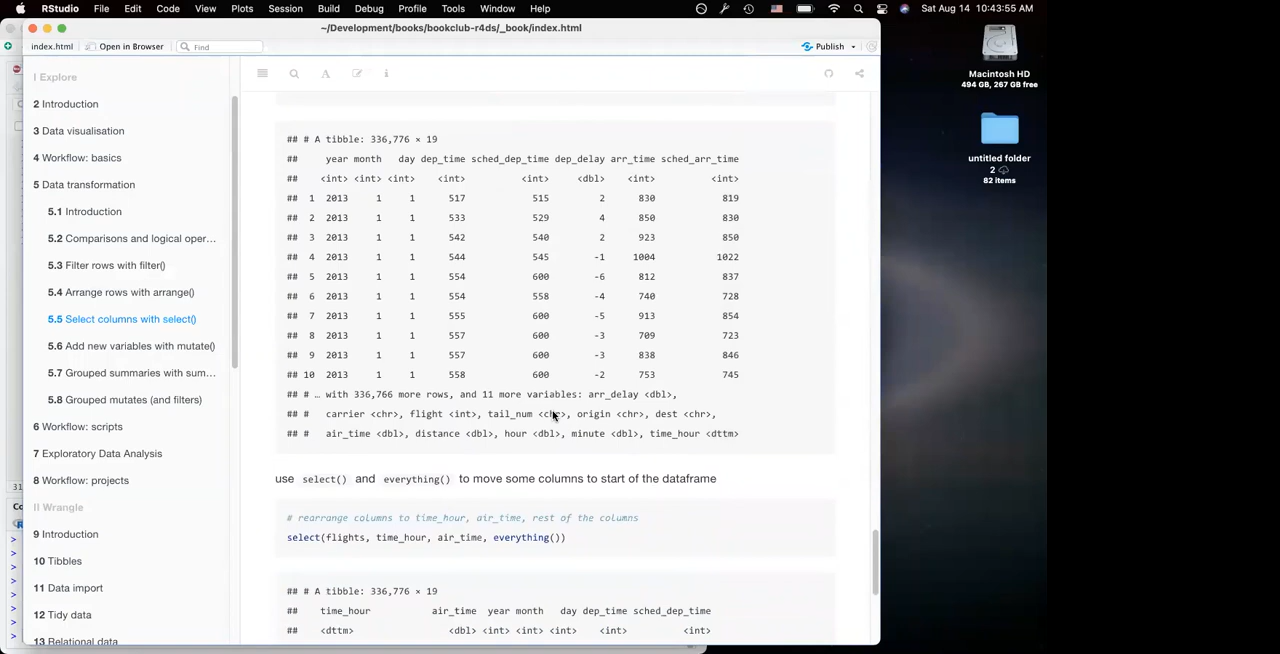 RStudio File Edit Code View Plots Session Build Debug Profile Tools Window Help Sat Aug 14 10:43:55 AM
~/Development/books/bookclub-r4ds/_book/index.html
index.html Open in Browser Find Publish
I Explore
2 Introduction
3 Data visualisation
4 Workflow: basics
5 Data transformation
5.1 Introduction
5.2 Comparisons and logical oper…
5.3 Filter rows with filter()
5.4 Arrange rows with arrange()
5.5 Select columns with select()
5.6 Add new variables with mutate()
5.7 Grouped summaries with sum…
5.8 Grouped mutates (and filters)
6 Workflow: scripts
7 Exploratory Data Analysis
8 Workflow: projects
II Wrangle
9 Introduction
10 Tibbles
11 Data import
12 Tidy data
13 Relational data
## # A tibble: 336,776 × 19
## year month day dep_time sched_dep_time dep_delay arr_time sched_arr_time
## <int> <int> <int> <int> <int> <dbl> <int> <int>
## 1 2013 1 1 517 515 2 830 819
## 2 2013 1 1 533 529 4 850 830
## 3 2013 1 1 542 540 2 923 850
## 4 2013 1 1 544 545 -1 1004 1022
## 5 2013 1 1 554 600 -6 812 837
## 6 2013 1 1 554 558 -4 740 728
## 7 2013 1 1 555 600 -5 913 854
## 8 2013 1 1 557 600 -3 709 723
## 9 2013 1 1 557 600 -3 838 846
## 10 2013 1 1 558 600 -2 753 745
## # … with 336,766 more rows, and 11 more variables: arr_delay <dbl>,
## # carrier <chr>, flight <int>, tail_num <chr>, origin <chr>, dest <chr>,
## # air_time <dbl>, distance <dbl>, hour <dbl>, minute <dbl>, time_hour <dttm>
use select() and everything() to move some columns to start of the dataframe
# rearrange columns to time_hour, air_time, rest of the columns
select(flights, time_hour, air_time, everything())
## # A tibble: 336,776 × 19
## time_hour air_time year month day dep_time sched_dep_time
## <dttm> <dbl> <int> <int> <int> <int> <int>
Macintosh HD
494 GB, 267 GB free
untitled folder
2
82 items